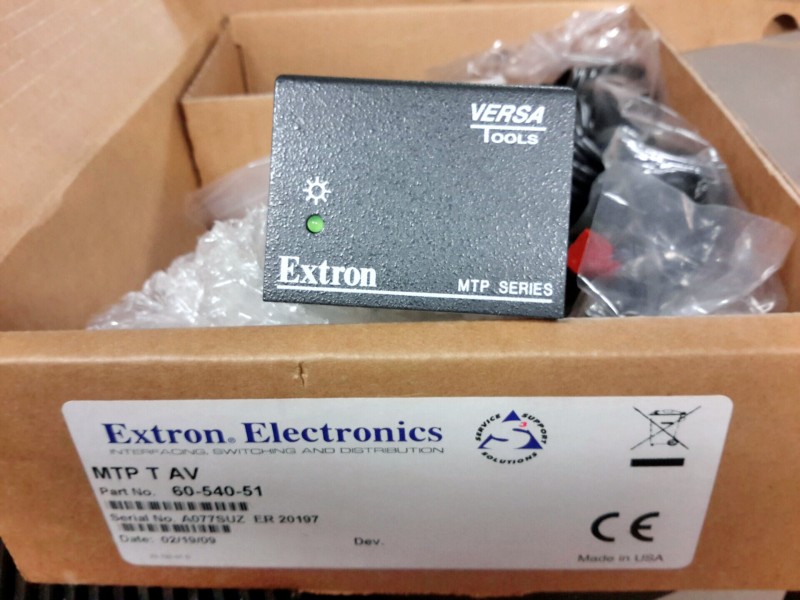 VERSA
TOOLS
Extron
MTP SERIES
Extron® Electronics
INTERFACING, SWITCHING AND DISTRIBUTION
SERVICE SUPPORT SOLUTIONS
S3
MTP T AV
Part No. 60-540-51
Serial No. A077SUZ ER 20197
Date: 02/19/09 Dev.
CE
Made in USA